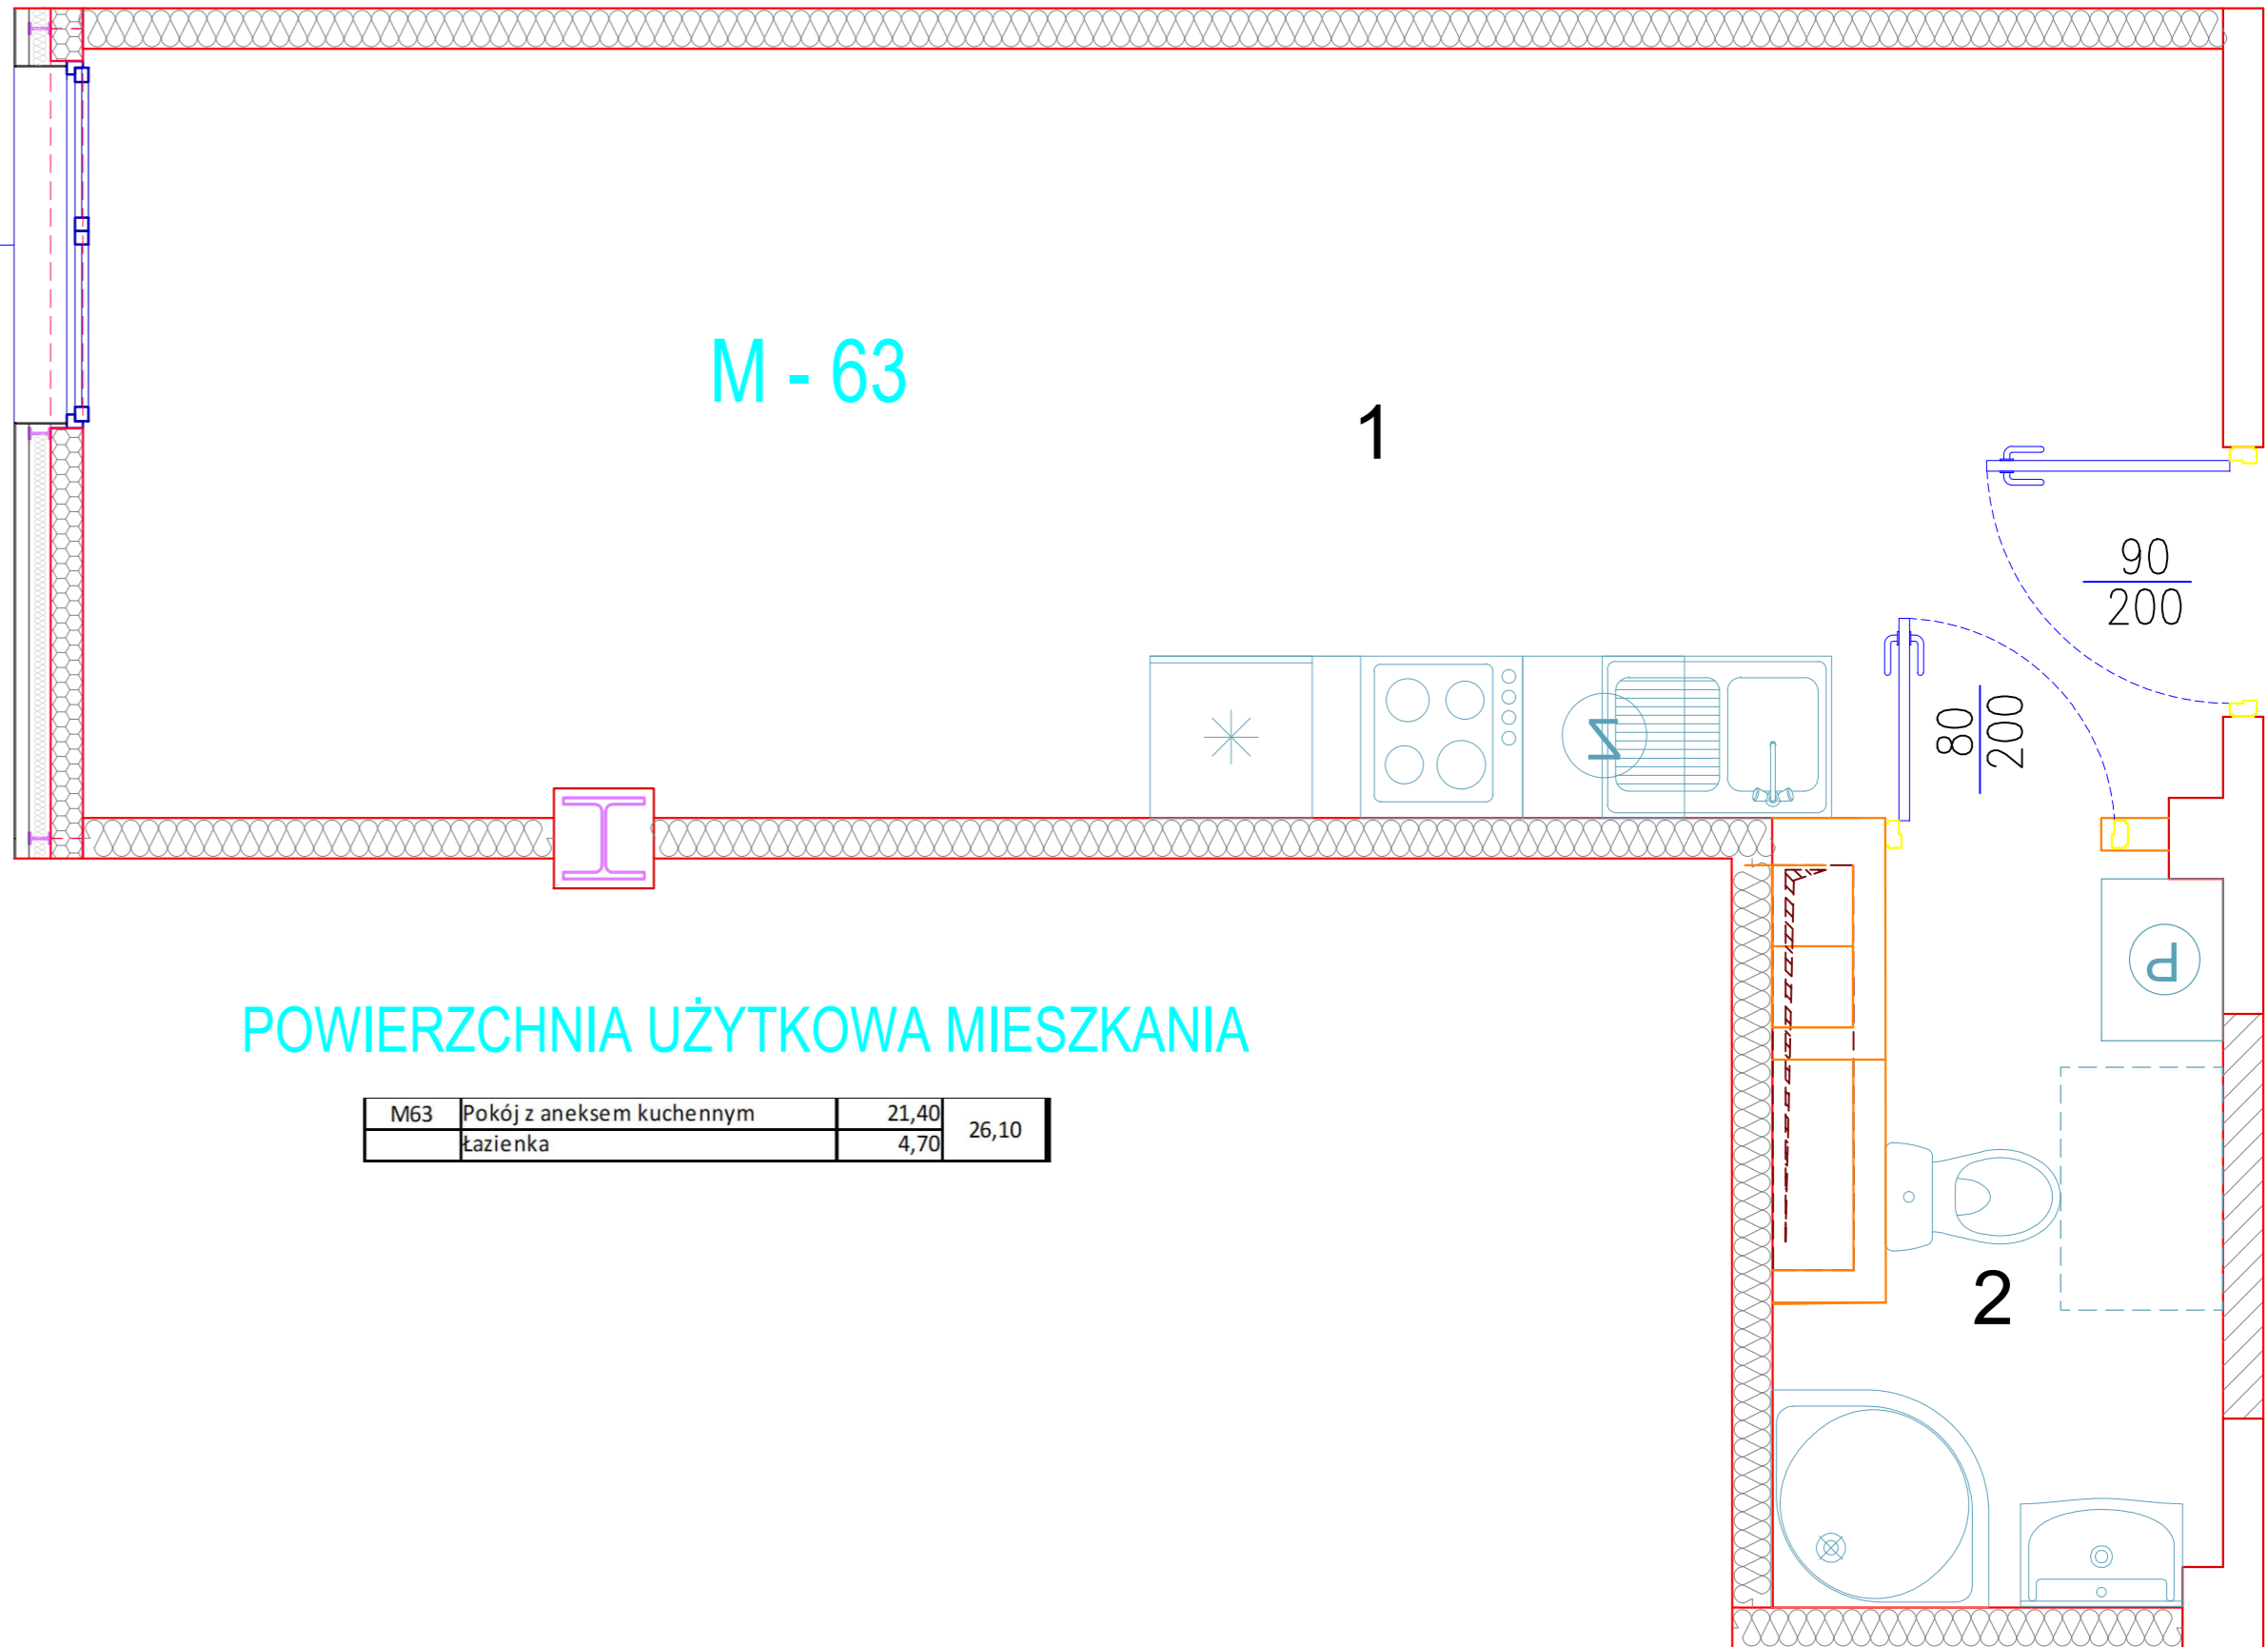 M - 63
1
90
200
80
200
M
P
POWIERZCHNIA UŻYTKOWA MIESZKANIA
M63 Pokój z aneksem kuchennym 21,40 26,10
Łazienka 4,70
2